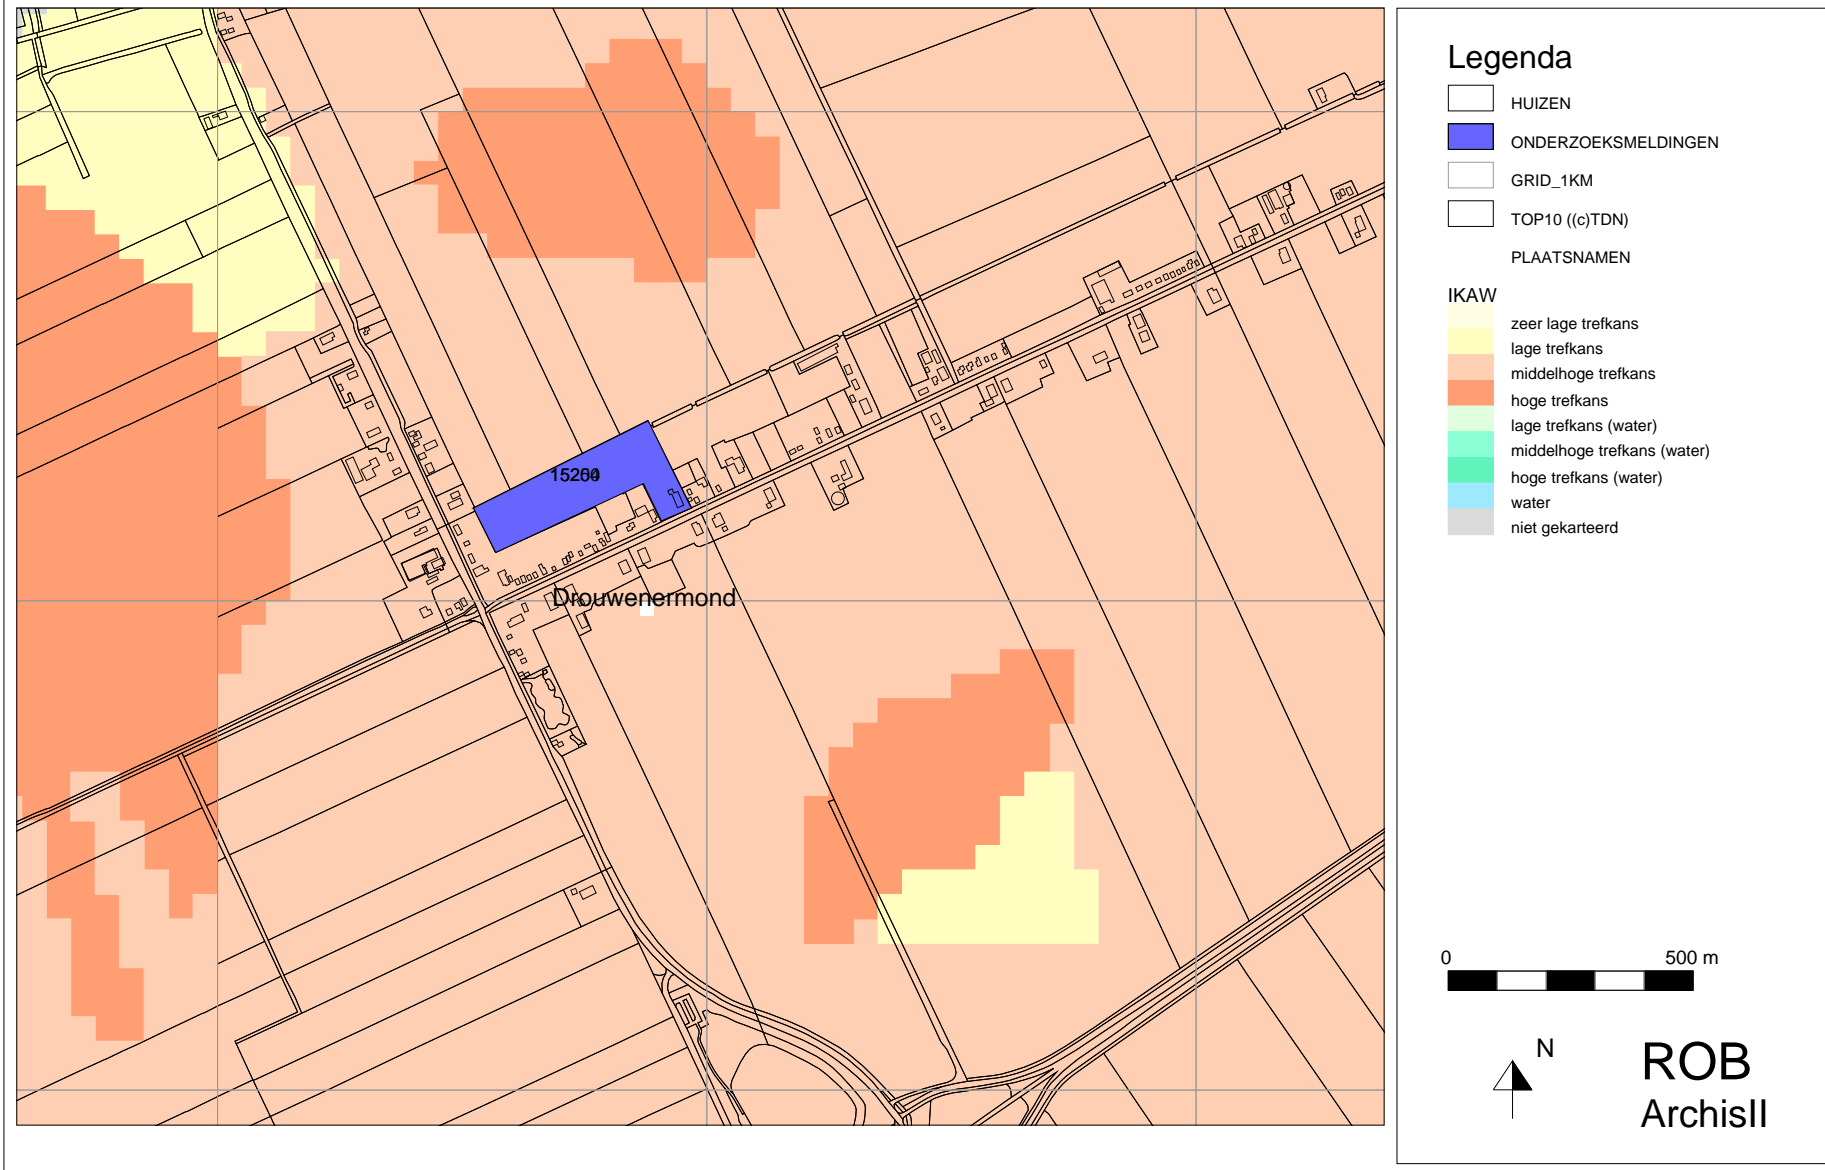 Drouwenermond
Legenda
HUIZEN
ONDERZOEKSMELDINGEN
GRID_1KM
TOP10 ((c)TDN)
PLAATSNAMEN
IKAW
zeer lage trefkans
lage trefkans
middelhoge trefkans
hoge trefkans
lage trefkans (water)
middelhoge trefkans (water)
hoge trefkans (water)
water
niet gekarteerd
0 500 m
N
ROB
ArchisII